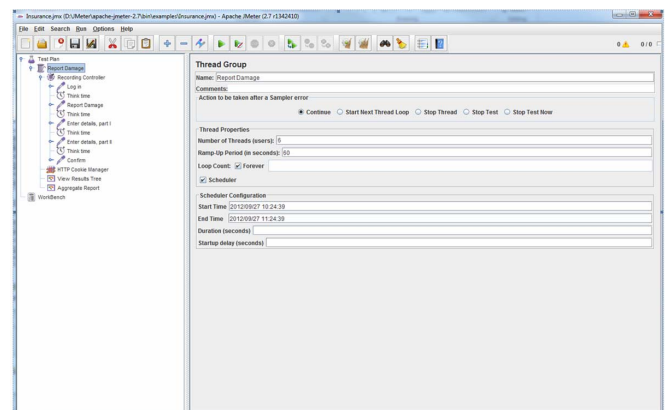 Insurance.jmx (D:\JMeter\apache-jmeter-2.7\bin\examples\Insurance.jmx) - Apache JMeter (2.7 r1342410)
File Edit Search Run Options Help
0 0 / 0
Test Plan
Report Damage
Recording Controller
Log in
Think time
Report Damage
Think time
Enter details, part I
Think time
Enter details, part II
Think time
Confirm
HTTP Cookie Manager
View Results Tree
Aggregate Report
WorkBench
Thread Group
Name: Report Damage
Comments:
Action to be taken after a Sampler error
Continue Start Next Thread Loop Stop Thread Stop Test Stop Test Now
Thread Properties
Number of Threads (users): 6
Ramp-Up Period (in seconds): 60
Loop Count: Forever
Scheduler
Scheduler Configuration
Start Time 2012/09/27 10:24:39
End Time 2012/09/27 11:24:39
Duration (seconds)
Startup delay (seconds)